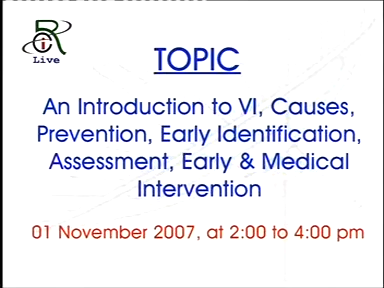 R
i
Live
TOPIC
An Introduction to VI, Causes,
Prevention, Early Identification,
Assessment, Early & Medical
Intervention
01 November 2007, at 2:00 to 4:00 pm